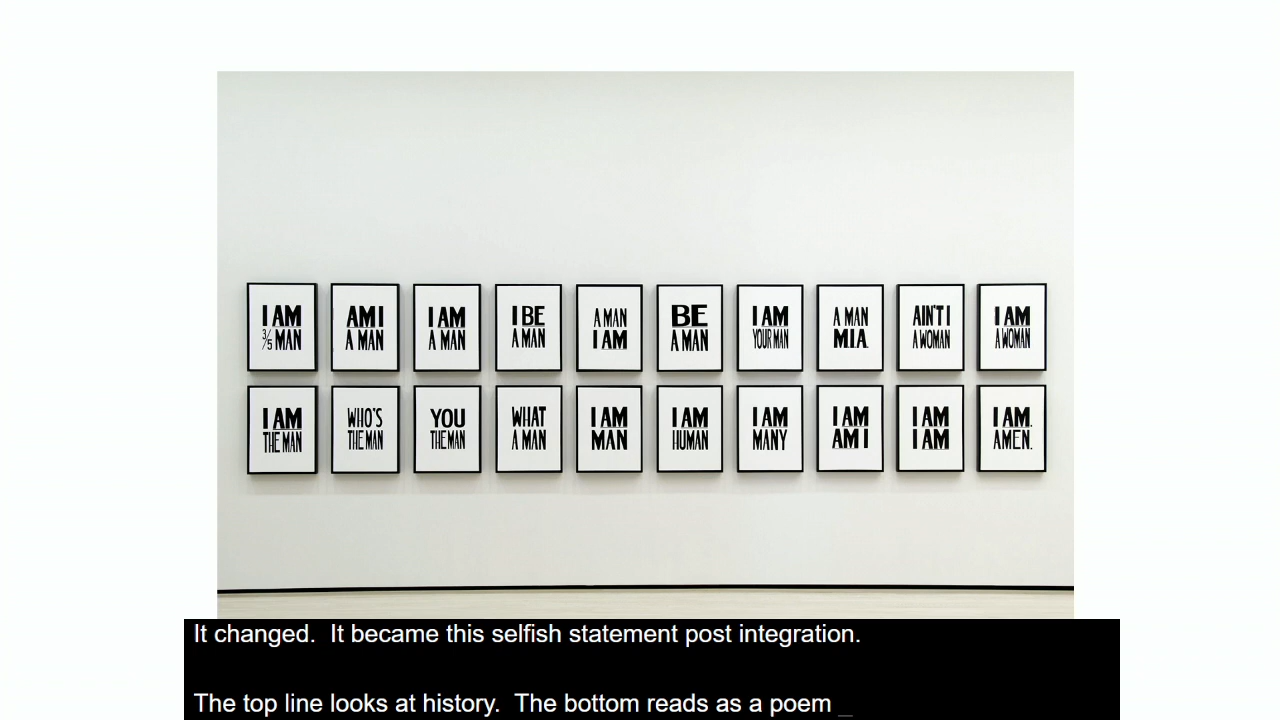 I AM
3/5 MAN
AM I
A MAN
I AM
A MAN
I BE
A MAN
A MAN
I AM
BE
A MAN
I AM
YOUR MAN
A MAN
MIA
AIN'T I
A WOMAN
I AM
A WOMAN
I AM
THE MAN
WHO'S
THE MAN
YOU
THE MAN
WHAT
A MAN
I AM
MAN
I AM
HUMAN
I AM
MANY
I AM
AM I
I AM
I AM
I AM.
AMEN.
It changed. It became this selfish statement post integration.
The top line looks at history. The bottom reads as a poem _